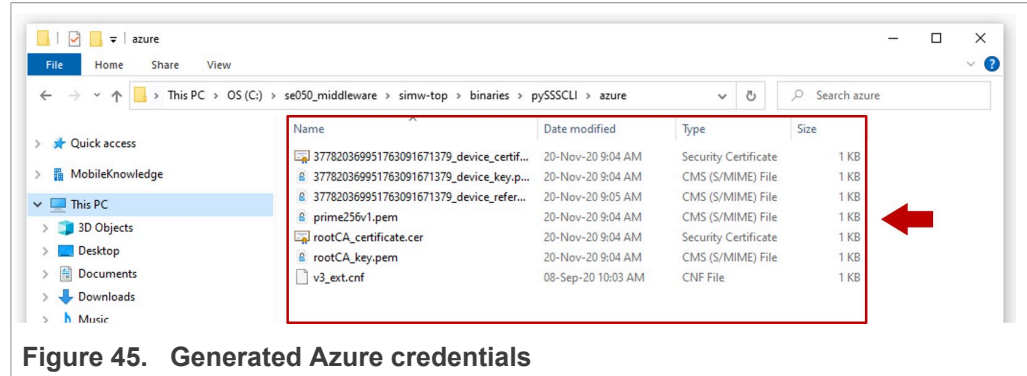 azure
File Home Share View
This PC > OS (C:) > se050_middleware > simw-top > binaries > pySSSCLI > azure Search azure
Name Date modified Type Size
Quick access
377820369951763091671379_device_certif... 20-Nov-20 9:04 AM Security Certificate 1 KB
MobileKnowledge
377820369951763091671379_device_key.p... 20-Nov-20 9:04 AM CMS (S/MIME) File 1 KB
377820369951763091671379_device_refer... 20-Nov-20 9:05 AM CMS (S/MIME) File 1 KB
This PC
prime256v1.pem 20-Nov-20 9:04 AM CMS (S/MIME) File 1 KB
3D Objects
rootCA_certificate.cer 20-Nov-20 9:04 AM Security Certificate 1 KB
Desktop
rootCA_key.pem 20-Nov-20 9:04 AM CMS (S/MIME) File 1 KB
Documents
v3_ext.cnf 08-Sep-20 10:03 AM CNF File 1 KB
Downloads
Music
Figure 45. Generated Azure credentials